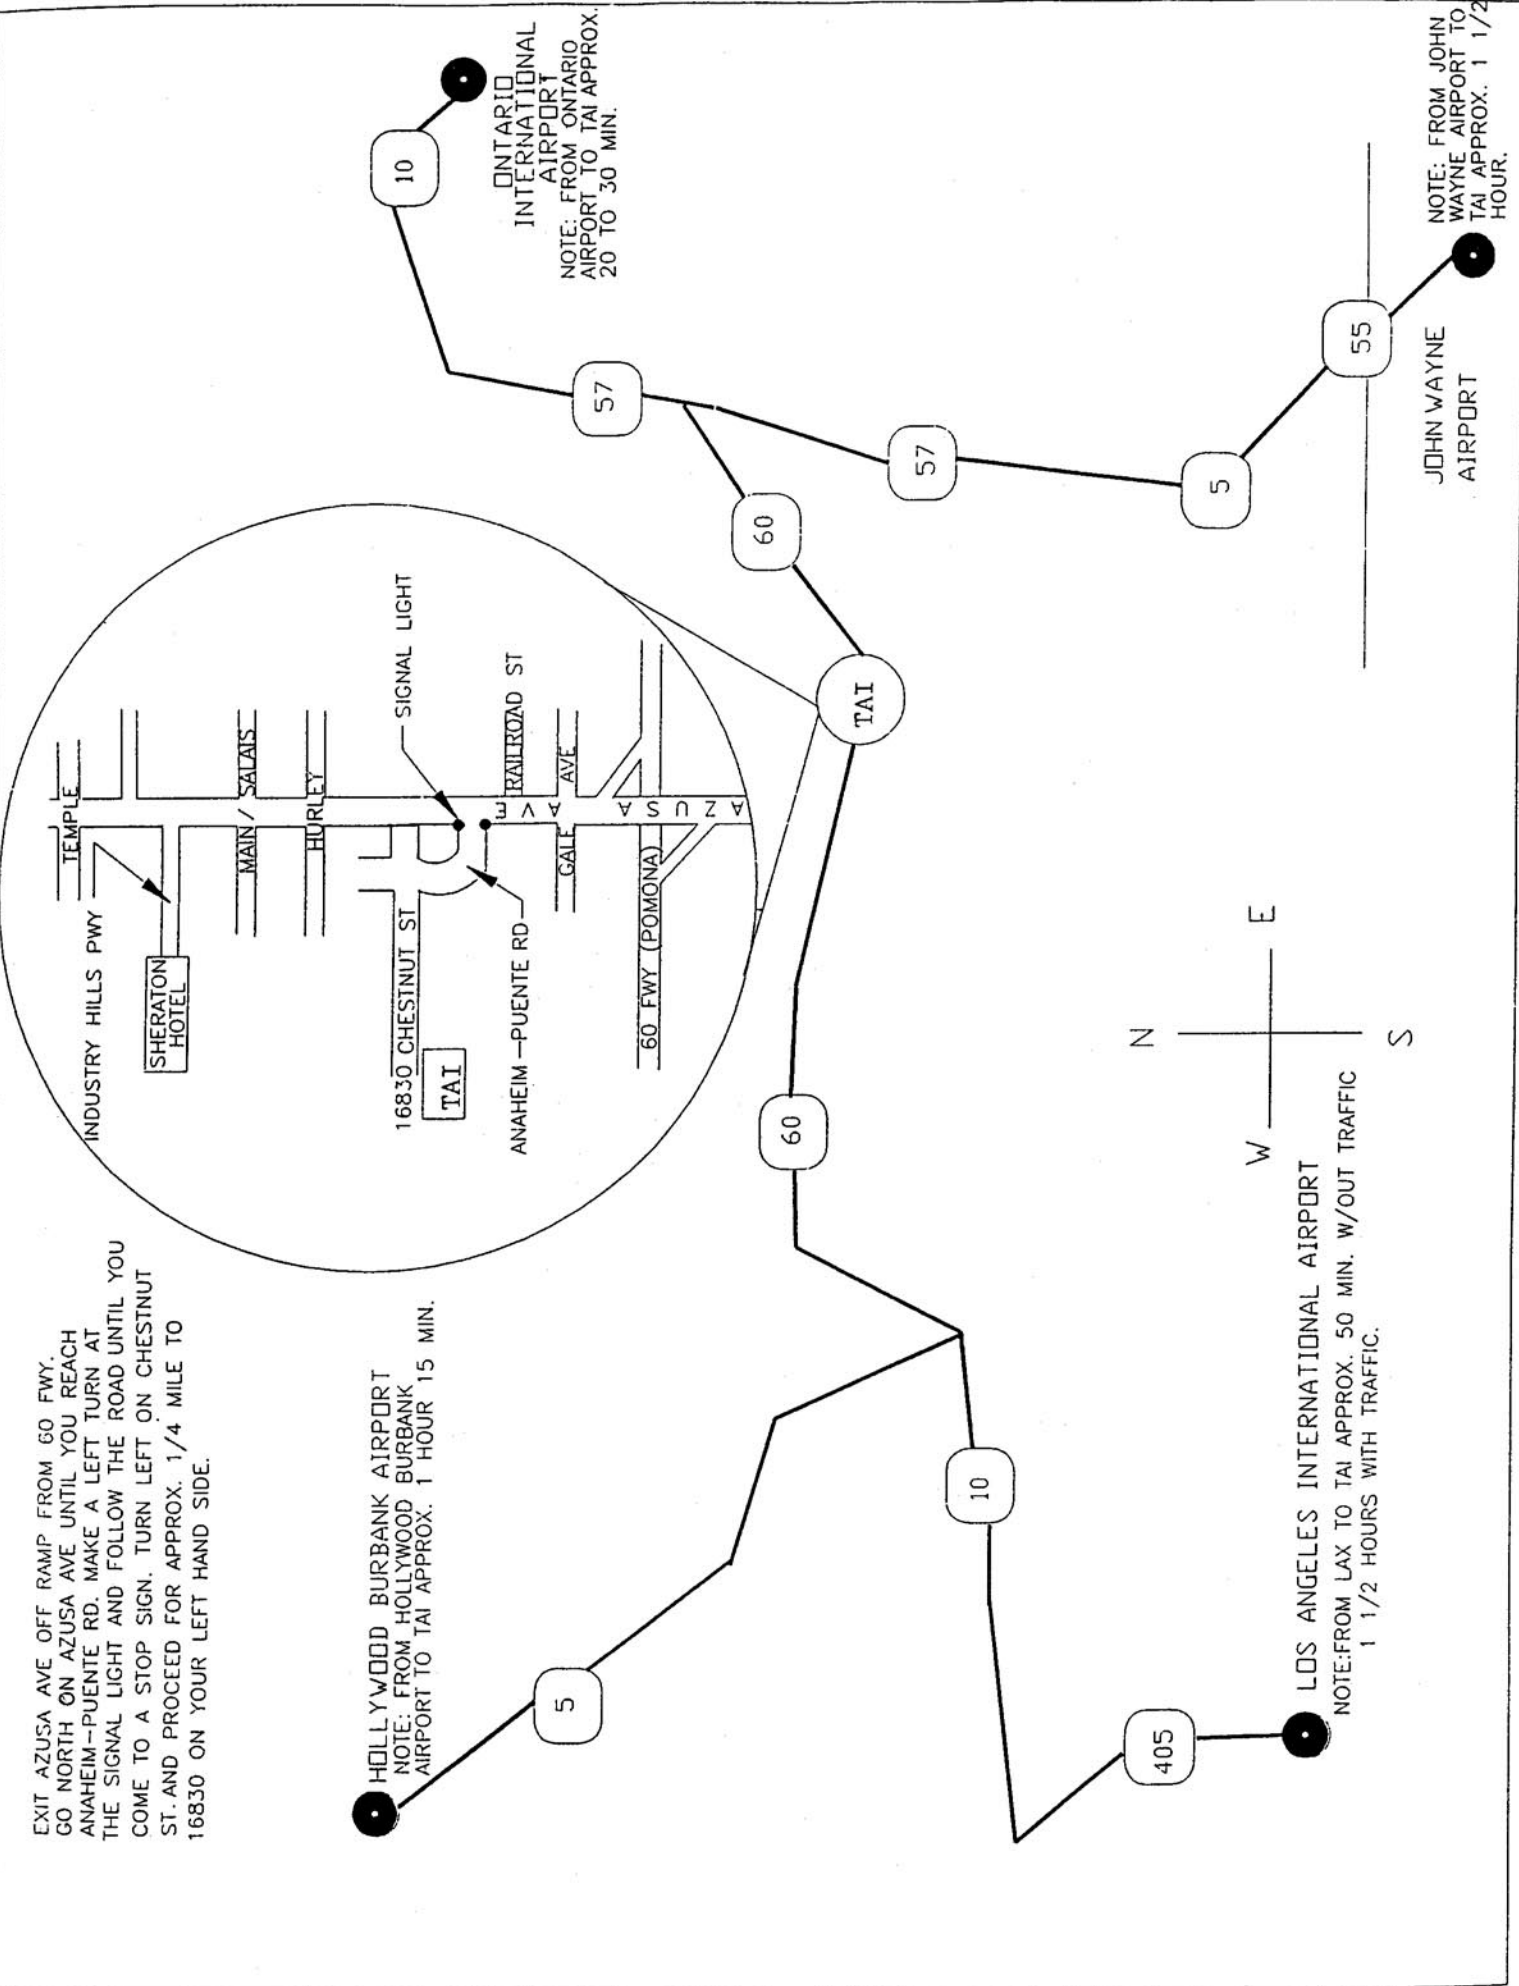 EXIT AZUSA AVE OFF RAMP FROM 60 FWY.
GO NORTH ON AZUSA AVE UNTIL YOU REACH
ANAHEIM-PUENTE RD. MAKE A LEFT TURN AT
THE SIGNAL LIGHT AND FOLLOW THE ROAD UNTIL YOU
COME TO A STOP SIGN. TURN LEFT ON CHESTNUT
ST. AND PROCEED FOR APPROX. 1/4 MILE TO
16830 ON YOUR LEFT HAND SIDE.
INDUSTRY HILLS PWY
TEMPLE
SHERATON
HOTEL
MAIN / SALAIS
HURLEY
16830 CHESTNUT ST
TAI
SIGNAL LIGHT
ANAHEIM-PUENTE RD
RAILROAD ST
GALE AVE
60 FWY (POMONA)
AZUSA AVE
HOLLYWOOD BURBANK AIRPORT
NOTE: FROM HOLLYWOOD BURBANK
AIRPORT TO TAI APPROX. 1 HOUR 15 MIN.
5
10
405
60
TAI
60
57
10
57
5
55
ONTARIO
INTERNATIONAL
AIRPORT
NOTE: FROM ONTARIO
AIRPORT TO TAI APPROX.
20 TO 30 MIN.
N
W E
S
LOS ANGELES INTERNATIONAL AIRPORT
NOTE:FROM LAX TO TAI APPROX. 50 MIN. W/OUT TRAFFIC
1 1/2 HOURS WITH TRAFFIC.
JOHN WAYNE
AIRPORT
NOTE: FROM JOHN
WAYNE AIRPORT TO
TAI APPROX. 1 1/2
HOUR.